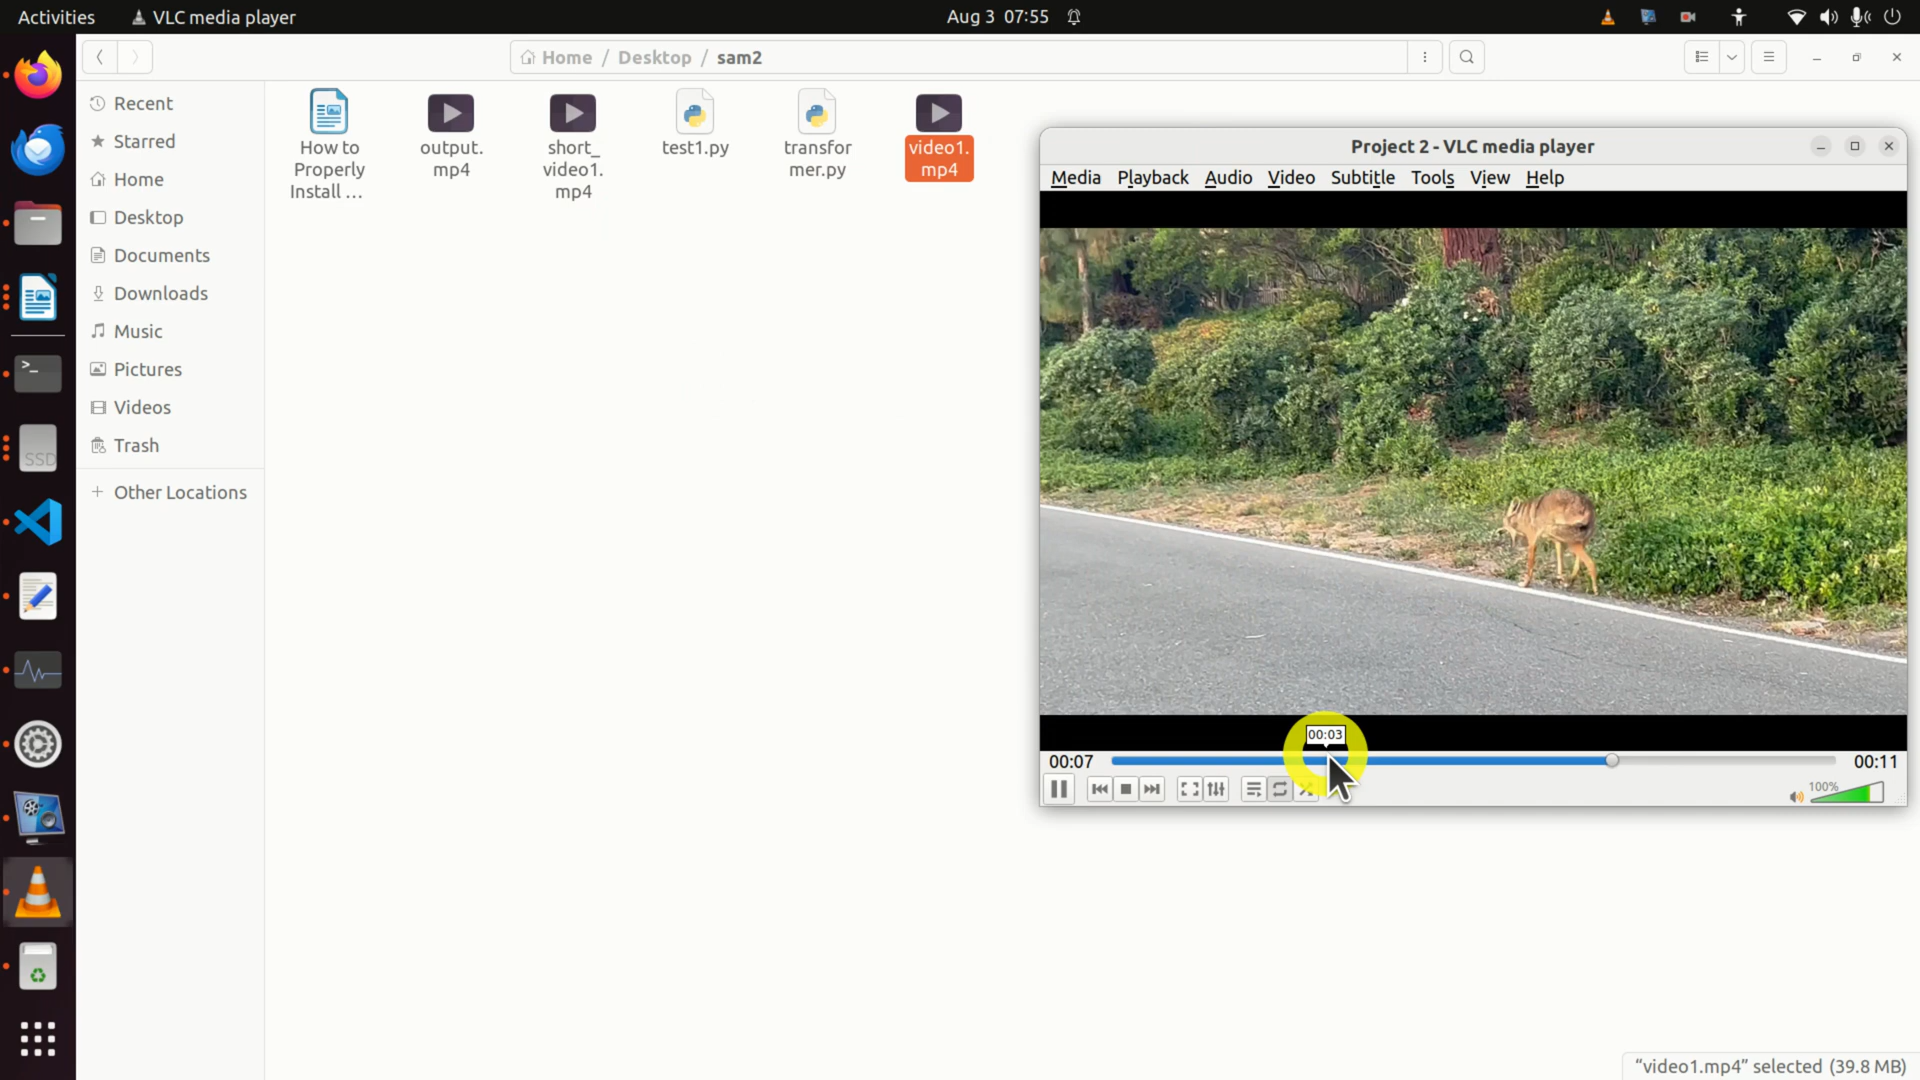 Activities
VLC media player
Aug 3 07:55
Home / Desktop / sam2
Recent
Starred
Home
Desktop
Documents
Downloads
Music
Pictures
Videos
Trash
+ Other Locations
How to
Properly
Install ...
output.
mp4
short_
video1.
mp4
test1.py
transfor
mer.py
video1.
mp4
Project 2 - VLC media player
Media Playback Audio Video Subtitle Tools View Help
00:03
00:07
00:11
100%
SSD
"video1.mp4" selected (39.8 MB)